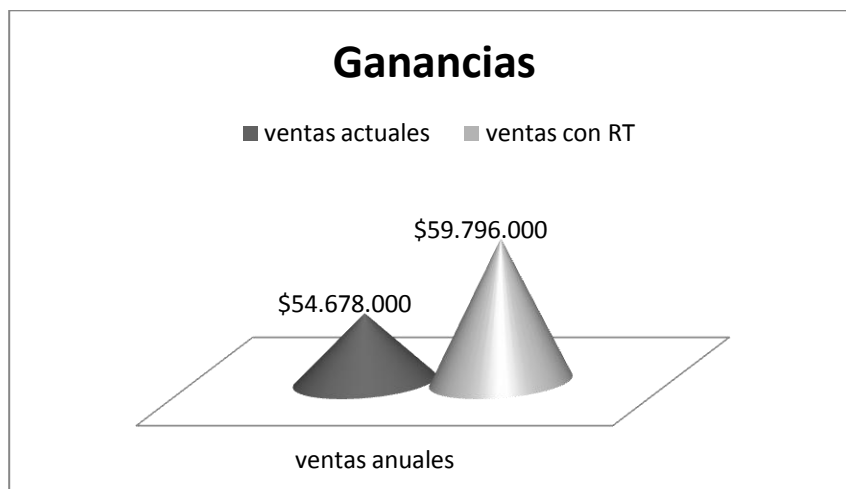 Ganancias
ventas actuales ventas con RT
$59.796.000
$54.678.000
ventas anuales